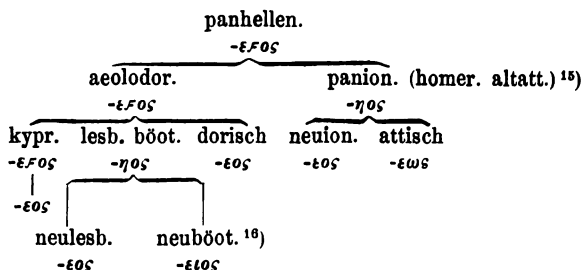 panhellen.
-εϝος
aeolodor. panion. (homer. altatt.) ¹⁵)
-εϝος -ηος
kypr. lesb. böot. dorisch neuion. attisch
-εϝος -ηος -εος -εος -εως
-εος
neulesb. neuböot. ¹⁶)
-εος -ειος